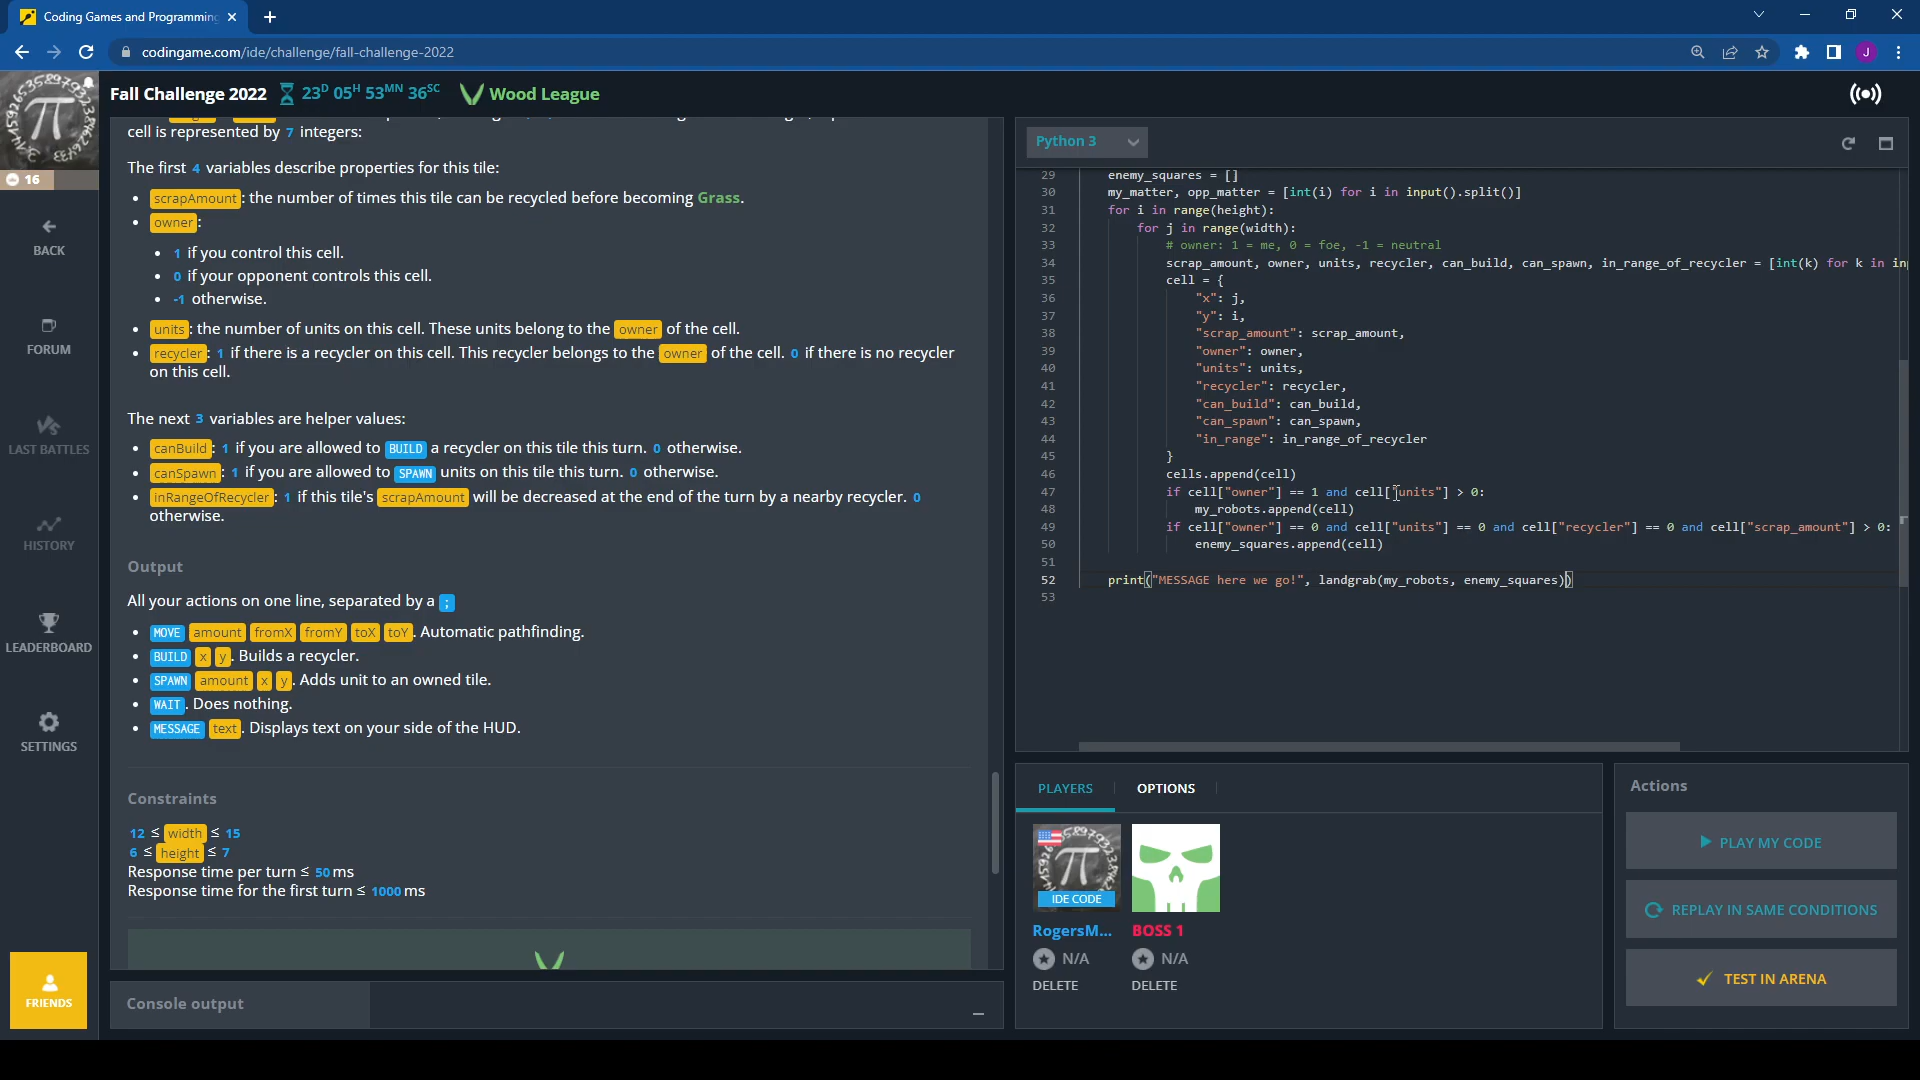 Coding Games and Programming
codingame.com/ide/challenge/fall-challenge-2022
J
Fall Challenge 2022 23D 05H 53MN 36SC Wood League
16
BACK
FORUM
LAST BATTLES
HISTORY
LEADERBOARD
SETTINGS
FRIENDS
cell is represented by 7 integers:
The first 4 variables describe properties for this tile:
scrapAmount: the number of times this tile can be recycled before becoming Grass.
owner:
1 if you control this cell.
0 if your opponent controls this cell.
-1 otherwise.
units: the number of units on this cell. These units belong to the owner of the cell.
recycler: 1 if there is a recycler on this cell. This recycler belongs to the owner of the cell. 0 if there is no recycler
on this cell.
The next 3 variables are helper values:
canBuild: 1 if you are allowed to BUILD a recycler on this tile this turn. 0 otherwise.
canSpawn: 1 if you are allowed to SPAWN units on this tile this turn. 0 otherwise.
inRangeOfRecycler: 1 if this tile's scrapAmount will be decreased at the end of the turn by a nearby recycler. 0
otherwise.
Output
All your actions on one line, separated by a ;
MOVE amount fromX fromY toX toY. Automatic pathfinding.
BUILD x y. Builds a recycler.
SPAWN amount x y. Adds unit to an owned tile.
WAIT. Does nothing.
MESSAGE text. Displays text on your side of the HUD.
Constraints
12 ≤ width ≤ 15
6 ≤ height ≤ 7
Response time per turn ≤ 50 ms
Response time for the first turn ≤ 1000 ms
Console output
Python 3
29 enemy_squares = []
30 my_matter, opp_matter = [int(i) for i in input().split()]
31 for i in range(height):
32 for j in range(width):
33 # owner: 1 = me, 0 = foe, -1 = neutral
34 scrap_amount, owner, units, recycler, can_build, can_spawn, in_range_of_recycler = [int(k) for k in in
35 cell = {
36 "x": j,
37 "y": i,
38 "scrap_amount": scrap_amount,
39 "owner": owner,
40 "units": units,
41 "recycler": recycler,
42 "can_build": can_build,
43 "can_spawn": can_spawn,
44 "in_range": in_range_of_recycler
45 }
46 cells.append(cell)
47 if cell["owner"] == 1 and cell["units"] > 0:
48 my_robots.append(cell)
49 if cell["owner"] == 0 and cell["units"] == 0 and cell["recycler"] == 0 and cell["scrap_amount"] > 0:
50 enemy_squares.append(cell)
51
52 print("MESSAGE here we go!", landgrab(my_robots, enemy_squares))
53
PLAYERS OPTIONS
IDE CODE
RogersM... BOSS 1
N/A N/A
DELETE DELETE
Actions
PLAY MY CODE
REPLAY IN SAME CONDITIONS
TEST IN ARENA